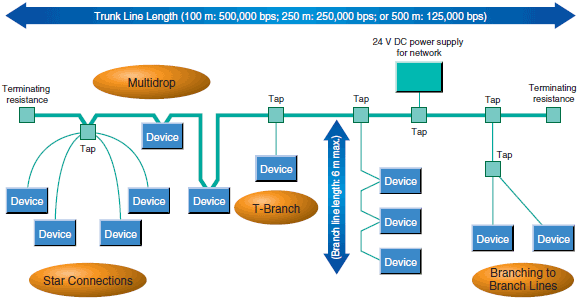 Trunk Line Length (100 m: 500,000 bps; 250 m: 250,000 bps; or 500 m: 125,000 bps)
24 V DC power supply
for network
Terminating
resistance
Multidrop
Tap
Tap
Tap
Terminating
resistance
Tap
Device
Tap
Tap
Device
(Branch line length: 6 m max.)
Device
Device
Device
Device
T-Branch
Device
Device
Device
Device
Device
Device
Device
Star Connections
Branching to
Branch Lines